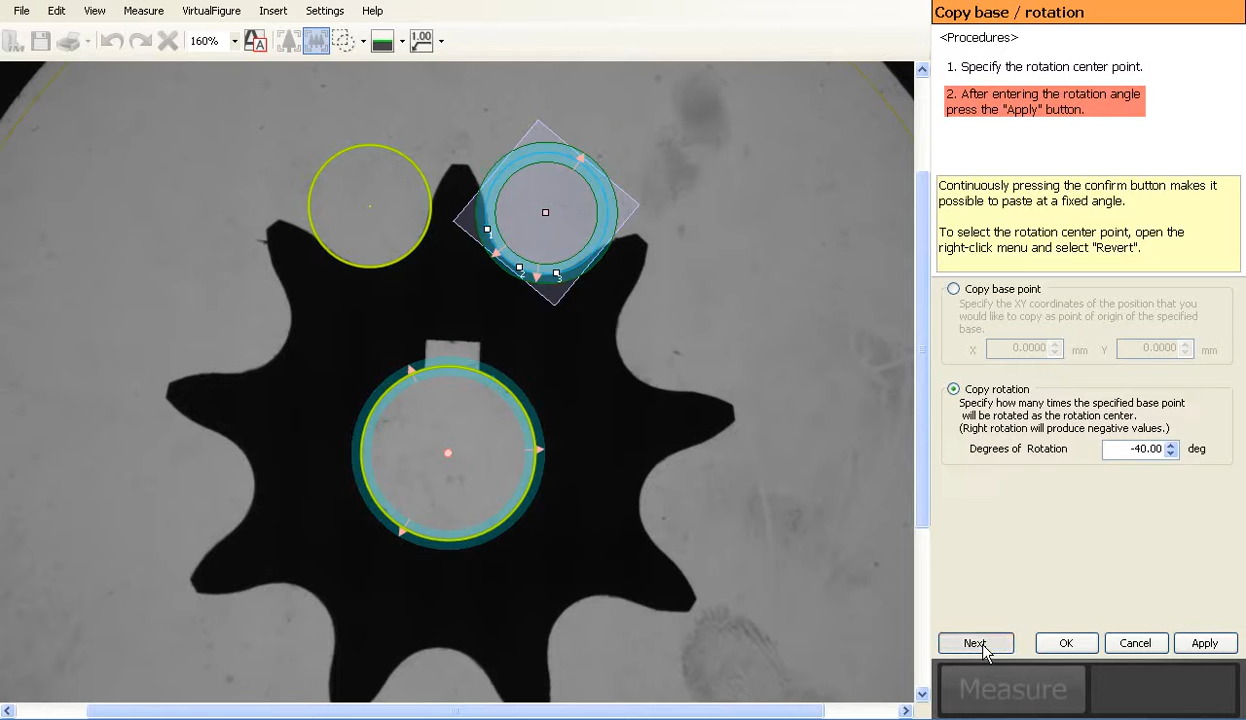 File Edit View Measure VirtualFigure Insert Settings Help
160% A 1.00
Copy base / rotation
<Procedures>
1. Specify the rotation center point.
2. After entering the rotation angle
press the "Apply" button.
Continuously pressing the confirm button makes it
possible to paste at a fixed angle.
To select the rotation center point, open the
right-click menu and select "Revert".
Copy base point
Specify the XY coordinates of the position that you
would like to copy as point of origin of the specified
base.
X 0.0000 mm Y 0.0000 mm
Copy rotation
Specify how many times the specified base point
will be rotated as the rotation center.
(Right rotation will produce negative values.)
Degrees of Rotation -40.00 deg
1
2
3
Next OK Cancel Apply
Measure